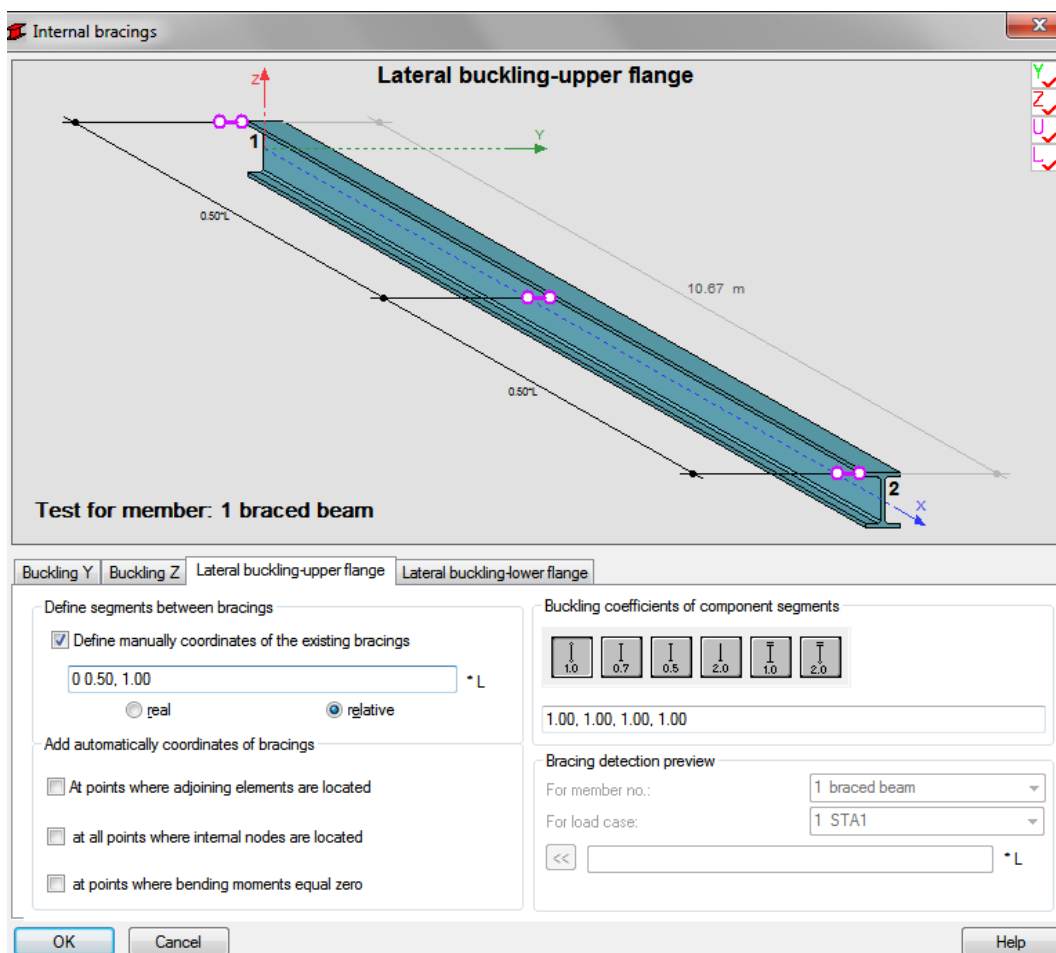 Internal bracings
Lateral buckling-upper flange
Y
Z
U
L
Z
Y
1
0.50*L
10.67 m
0.50*L
2
X
Test for member: 1 braced beam
Buckling Y
Buckling Z
Lateral buckling-upper flange
Lateral buckling-lower flange
Define segments between bracings
Define manually coordinates of the existing bracings
0 0.50, 1.00
* L
real
relative
Add automatically coordinates of bracings
At points where adjoining elements are located
at all points where internal nodes are located
at points where bending moments equal zero
Buckling coefficients of component segments
1.0
0.7
0.5
2.0
1.0
2.0
1.00, 1.00, 1.00, 1.00
Bracing detection preview
For member no.:
1 braced beam
For load case:
1 STA1
<<
* L
OK
Cancel
Help